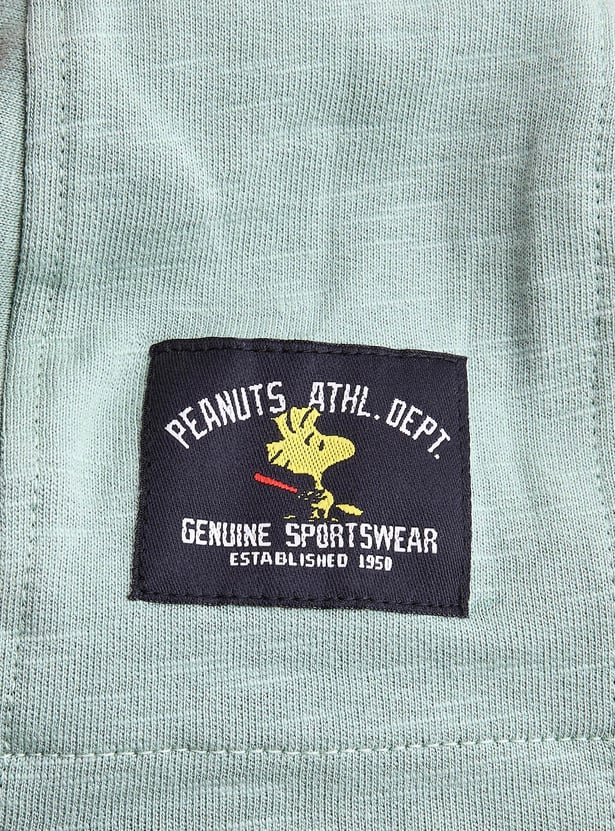 PEANUTS ATHL. DEPT.
GENUINE SPORTSWEAR
ESTABLISHED 1950